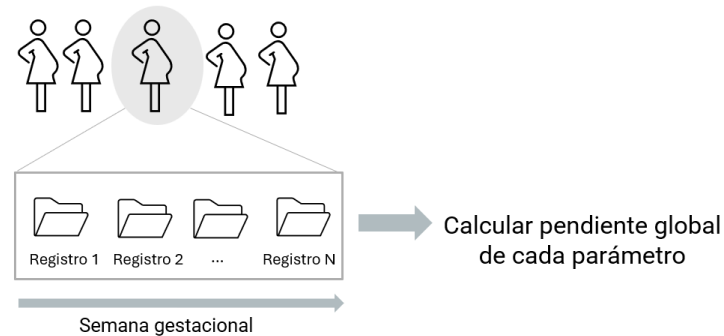 Registro 1 Registro 2 ... Registro N
Semana gestacional
Calcular pendiente global
de cada parámetro